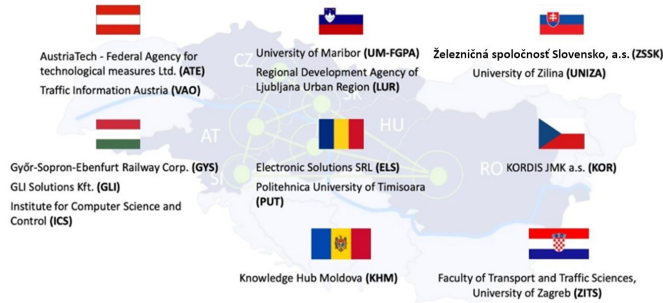 AustriaTech - Federal Agency for
technological measures Ltd. (ATE)
Traffic Information Austria (VAO)
University of Maribor (UM-FGPA)
Regional Development Agency of
Ljubljana Urban Region (LUR)
Železničná spoločnosť Slovensko, a.s. (ZSSK)
University of Zilina (UNIZA)
CZ
SK
AT
HU
SI
RO
Győr-Sopron-Ebenfurt Railway Corp. (GYS)
GLI Solutions Kft. (GLI)
Institute for Computer Science and
Control (ICS)
Electronic Solutions SRL (ELS)
Politehnica University of Timisoara
(PUT)
KORDIS JMK a.s. (KOR)
Knowledge Hub Moldova (KHM)
Faculty of Transport and Traffic Sciences,
University of Zagreb (ZITS)